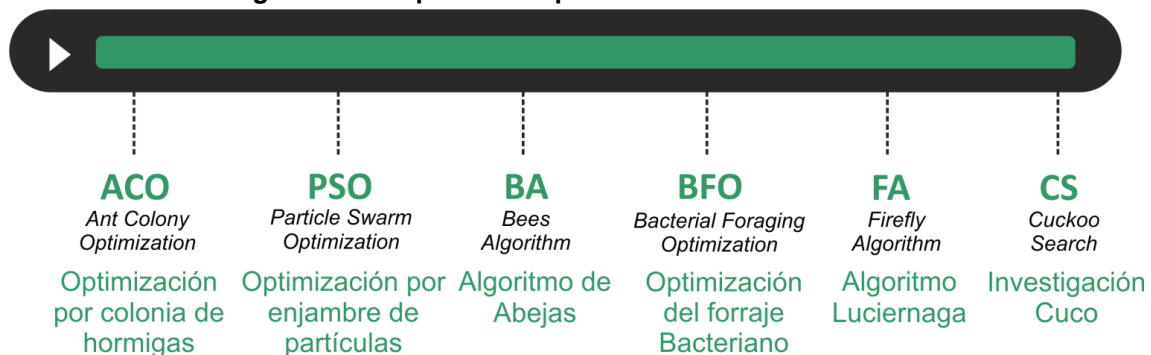 ACO
Ant Colony
Optimization
Optimización
por colonia de
hormigas
PSO
Particle Swarm
Optimization
Optimización por
enjambre de
partículas
BA
Bees
Algorithm
Algoritmo de
Abejas
BFO
Bacterial Foraging
Optimization
Optimización
del forraje
Bacteriano
FA
Firefly
Algorithm
Algoritmo
Luciernaga
CS
Cuckoo
Search
Investigación
Cuco